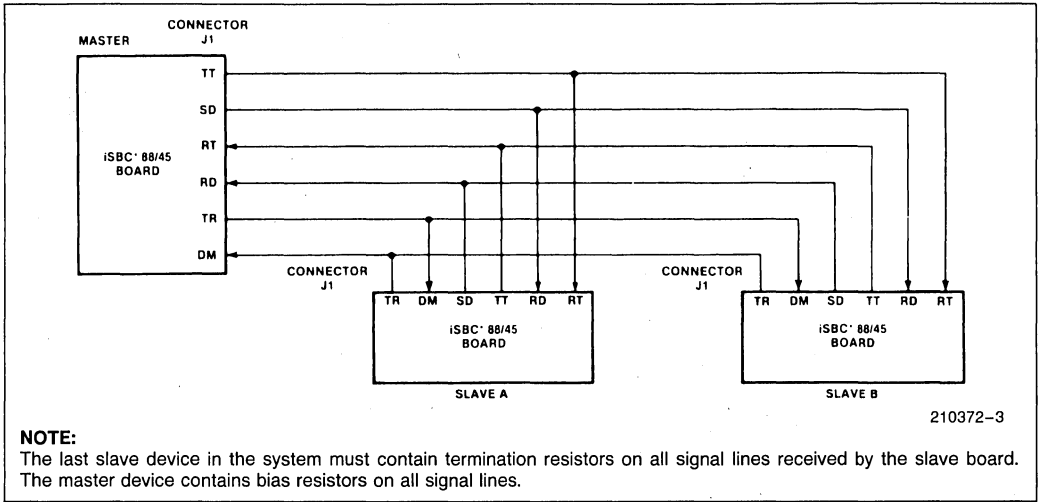 CONNECTOR
J1
MASTER
TT
SD
iSBC· 88/45
BOARD
RT
RD
TR
DM
CONNECTOR
J1
CONNECTOR
J1
TR DM SD TT RD RT
TR DM SD TT RD RT
iSBC· 88/45
BOARD
iSBC· 88/45
BOARD
SLAVE A
SLAVE B
210372–3
NOTE:
The last slave device in the system must contain termination resistors on all signal lines received by the slave board.
The master device contains bias resistors on all signal lines.